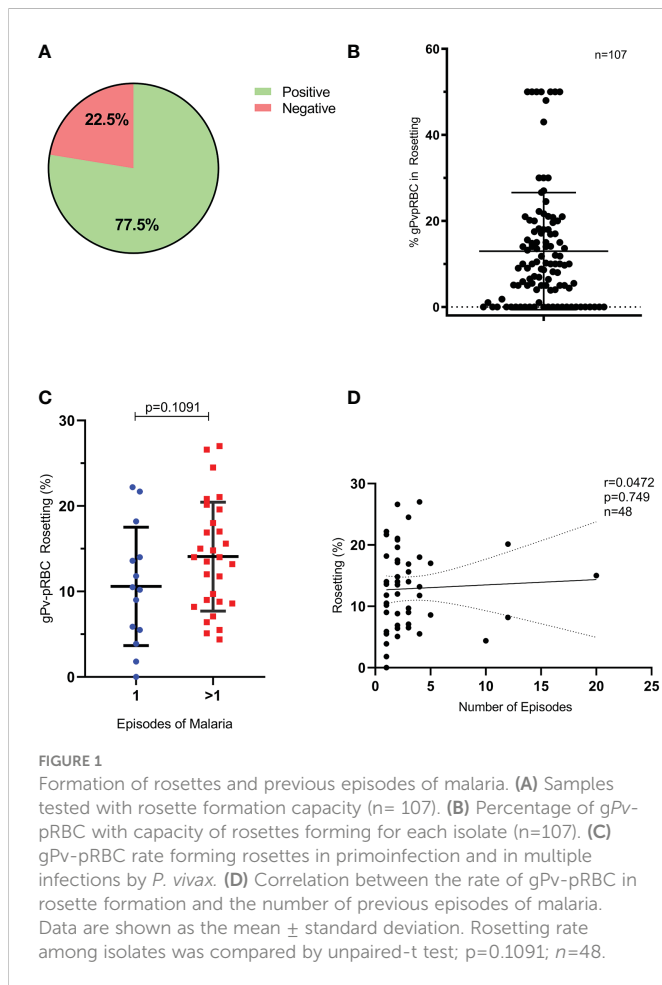 A
Positive
Negative
22.5%
77.5%
B
n=107
% gPvpRBC in Rosetting
60
40
20
0
C
p=0.1091
gPv-pRBC Rosetting (%)
30
20
10
0
1
>1
Episodes of Malaria
D
r=0.0472
p=0.749
n=48
Rosetting (%)
30
20
10
0
0 5 10 15 20 25
Number of Episodes
FIGURE 1
Formation of rosettes and previous episodes of malaria. (A) Samples
tested with rosette formation capacity (n= 107). (B) Percentage of gPv-
pRBC with capacity of rosettes forming for each isolate (n=107). (C)
gPv-pRBC rate forming rosettes in primoinfection and in multiple
infections by P. vivax. (D) Correlation between the rate of gPv-pRBC in
rosette formation and the number of previous episodes of malaria.
Data are shown as the mean ± standard deviation. Rosetting rate
among isolates was compared by unpaired-t test; p=0.1091; n=48.